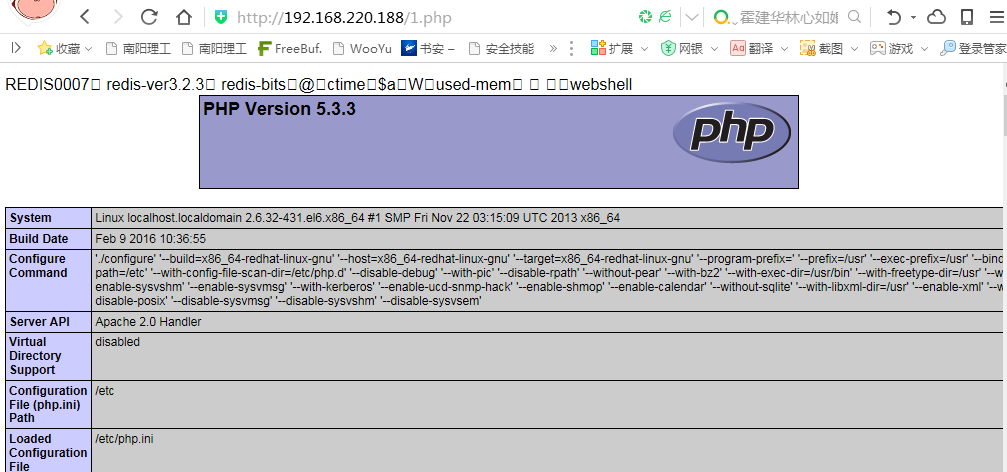 http://192.168.220.188/1.php
霍建华林心如婚
收藏 南阳理工 南阳理工 FreeBuf. WooYu 书安 – 安全技能 » 扩展 网银 翻译 截图 游戏 登录管家
REDIS0007 redis-ver3.2.3 redis-bits @ ctime $a W used-mem webshell
PHP Version 5.3.3
php
System Linux localhost.localdomain 2.6.32-431.el6.x86_64 #1 SMP Fri Nov 22 03:15:09 UTC 2013 x86_64
Build Date Feb 9 2016 10:36:55
Configure './configure' '--build=x86_64-redhat-linux-gnu' '--host=x86_64-redhat-linux-gnu' '--target=x86_64-redhat-linux-gnu' '--program-prefix=' '--prefix=/usr' '--exec-prefix=/usr' '--bind
Command path=/etc' '--with-config-file-scan-dir=/etc/php.d' '--disable-debug' '--with-pic' '--disable-rpath' '--without-pear' '--with-bz2' '--with-exec-dir=/usr/bin' '--with-freetype-dir=/usr' '--w
enable-sysvshm' '--enable-sysvmsg' '--with-kerberos' '--enable-ucd-snmp-hack' '--enable-shmop' '--enable-calendar' '--without-sqlite' '--with-libxml-dir=/usr' '--enable-xml' '--w
disable-posix' '--disable-sysvmsg' '--disable-sysvshm' '--disable-sysvsem'
Server API Apache 2.0 Handler
Virtual disabled
Directory
Support
Configuration /etc
File (php.ini)
Path
Loaded /etc/php.ini
Configuration
File